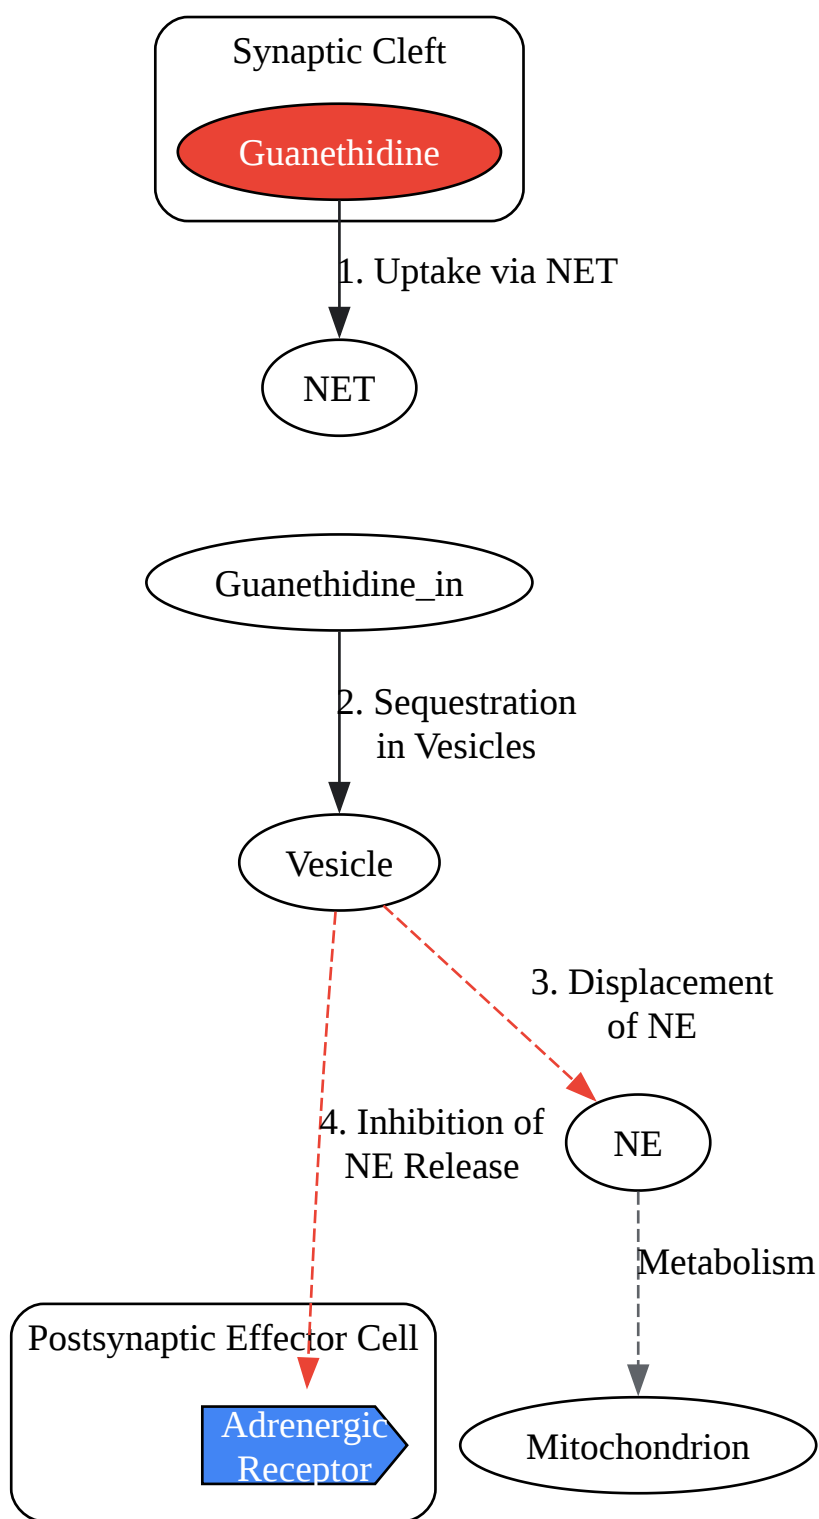 Synaptic Cleft
Guanethidine
1. Uptake via NET
NET
Guanethidine_in
2. Sequestration
in Vesicles
Vesicle
3. Displacement
of NE
4. Inhibition of
NE Release
NE
Metabolism
Postsynaptic Effector Cell
Adrenergic
Receptor
Mitochondrion